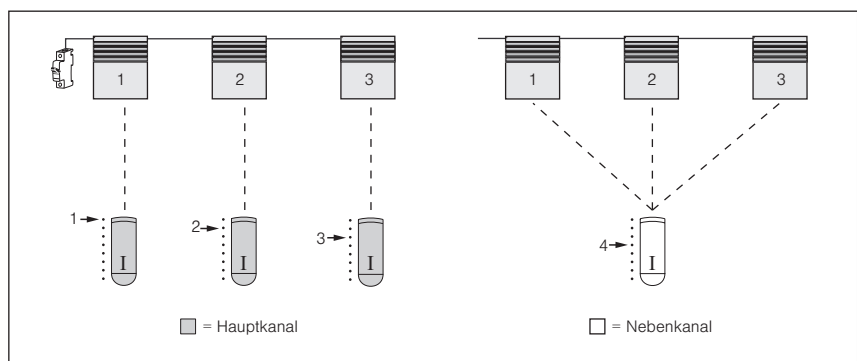 1 2 3 1 2 3
1 2 3 4
I I I I
= Hauptkanal = Nebenkanal